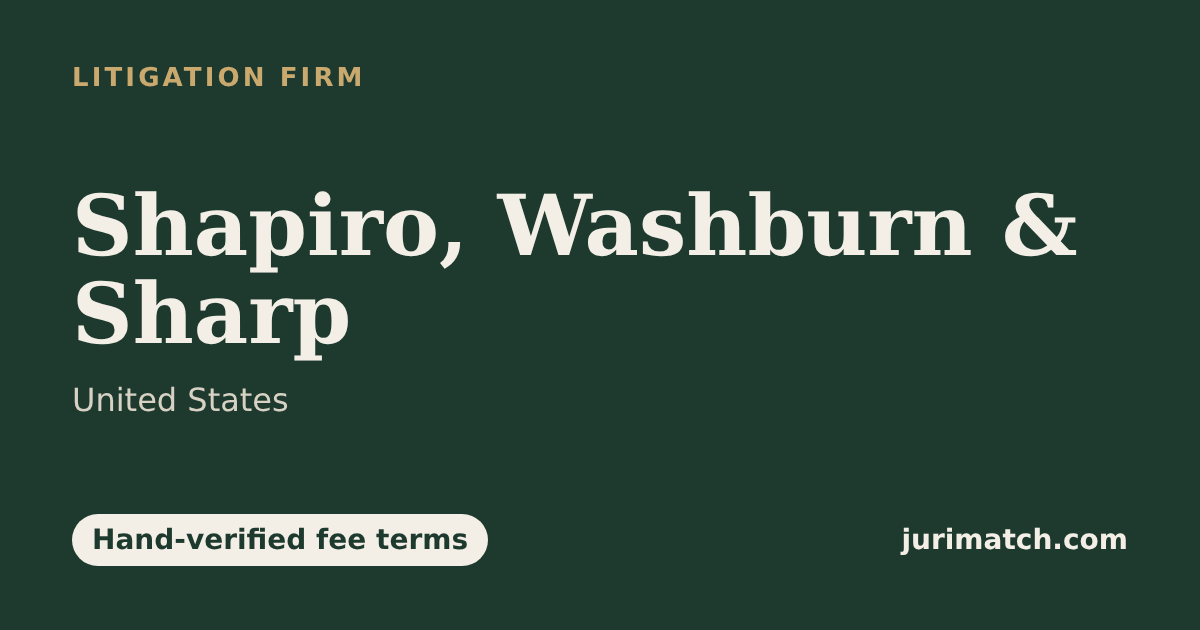 LITIGATION FIRM
Shapiro, Washburn &
Sharp
United States
Hand-verified fee terms
jurimatch.com